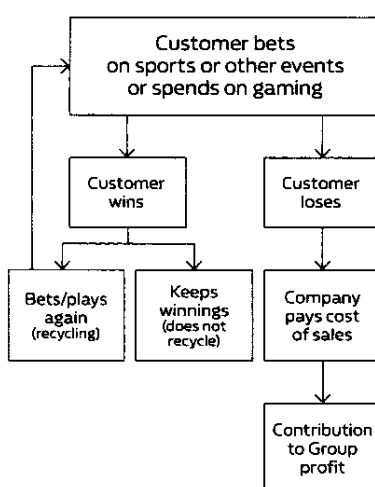 Customer bets
on sports or other events
or spends on gaming
Customer
wins
Customer
loses
Bets/plays
again
(recycling)
Keeps
winnings
(does not
recycle)
Company
pays cost
of sales
Contribution
to Group
profit